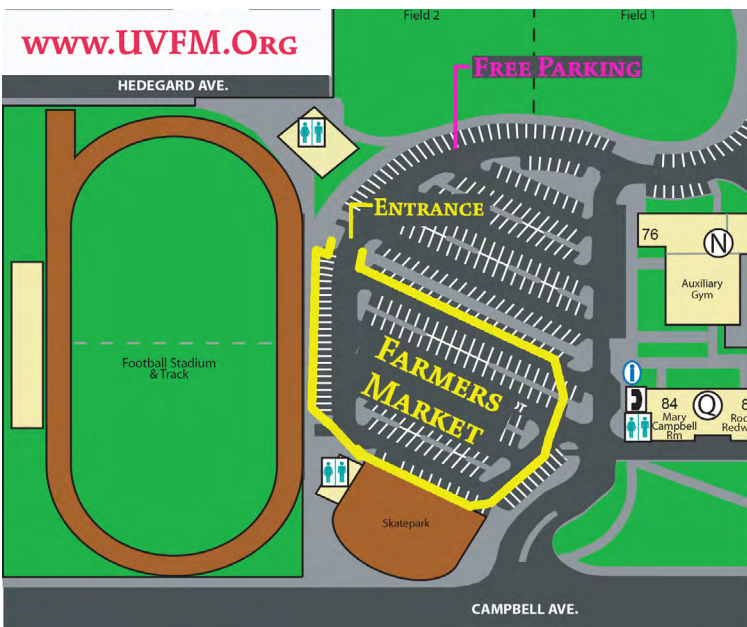 Field 2
Field 1
www.UVFM.Org
Free Parking
HEDEGARD AVE.
Entrance
76
N
Auxiliary
Gym
Football Stadium
& Track
Farmers
Market
i
84
Q
8
Mary
Campbell
Rm
Skatepark
CAMPBELL AVE.